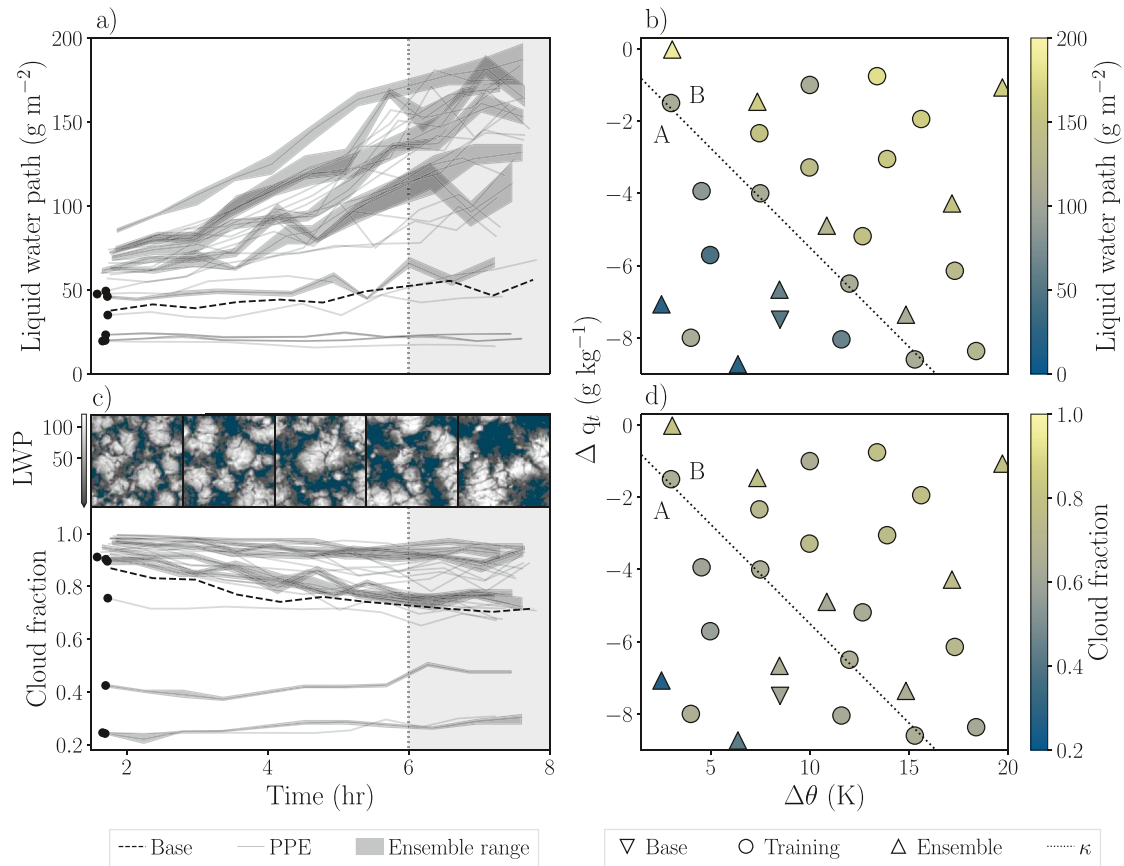 a)
200
150
100
50
0
Liquid water path (g m⁻²)
b)
0
−2
−4
−6
−8
A
B
200
150
100
50
0
Liquid water path (g m⁻²)
c)
LWP
100
50
1.0
0.8
0.6
0.4
0.2
Cloud fraction
2
4
6
8
Time (hr)
Δ qₜ (g kg⁻¹)
d)
0
−2
−4
−6
−8
A
B
5
10
15
20
Δθ (K)
1.0
0.8
0.6
0.4
0.2
Cloud fraction
Base
PPE
Ensemble range
Base
Training
Ensemble
κ